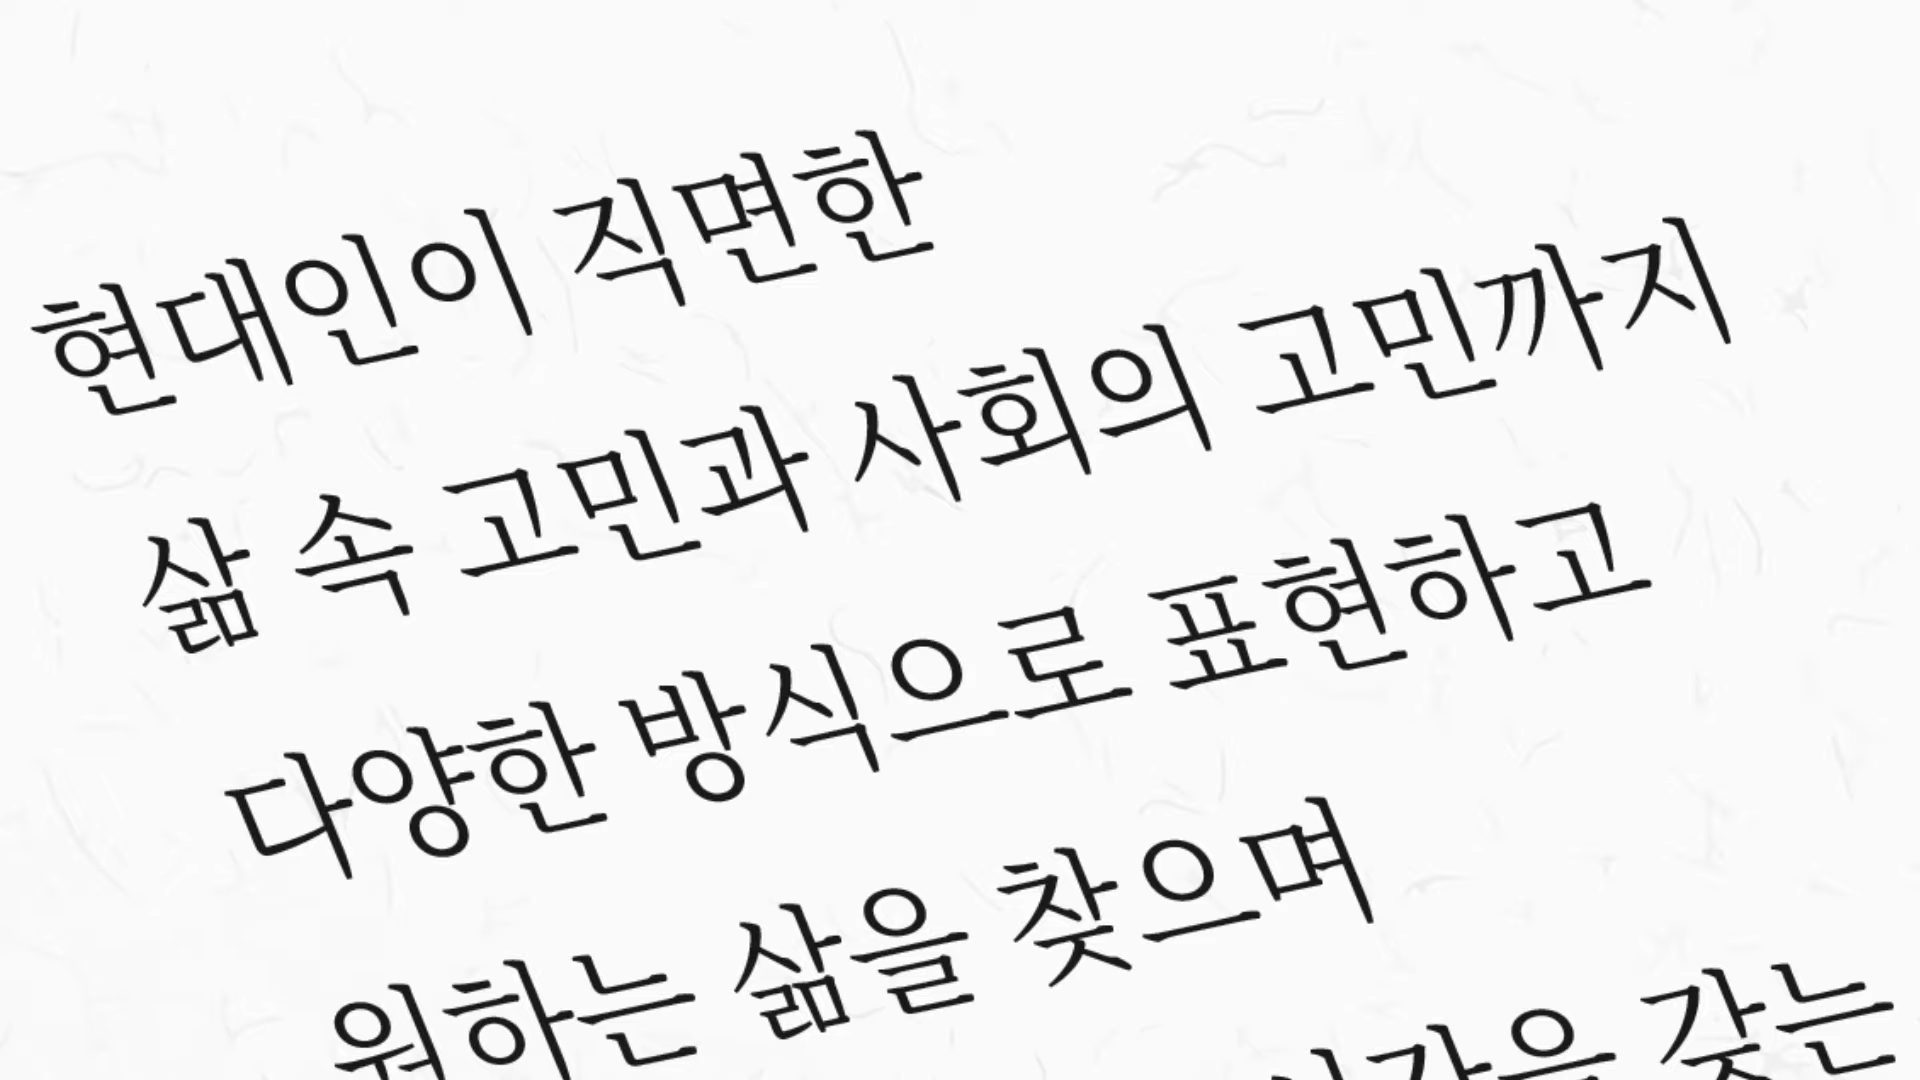 현대인이 직면한
삶 속 고민과 사회의 고민까지
다양한 방식으로 표현하고
원하는 삶을 찾으며
갖는